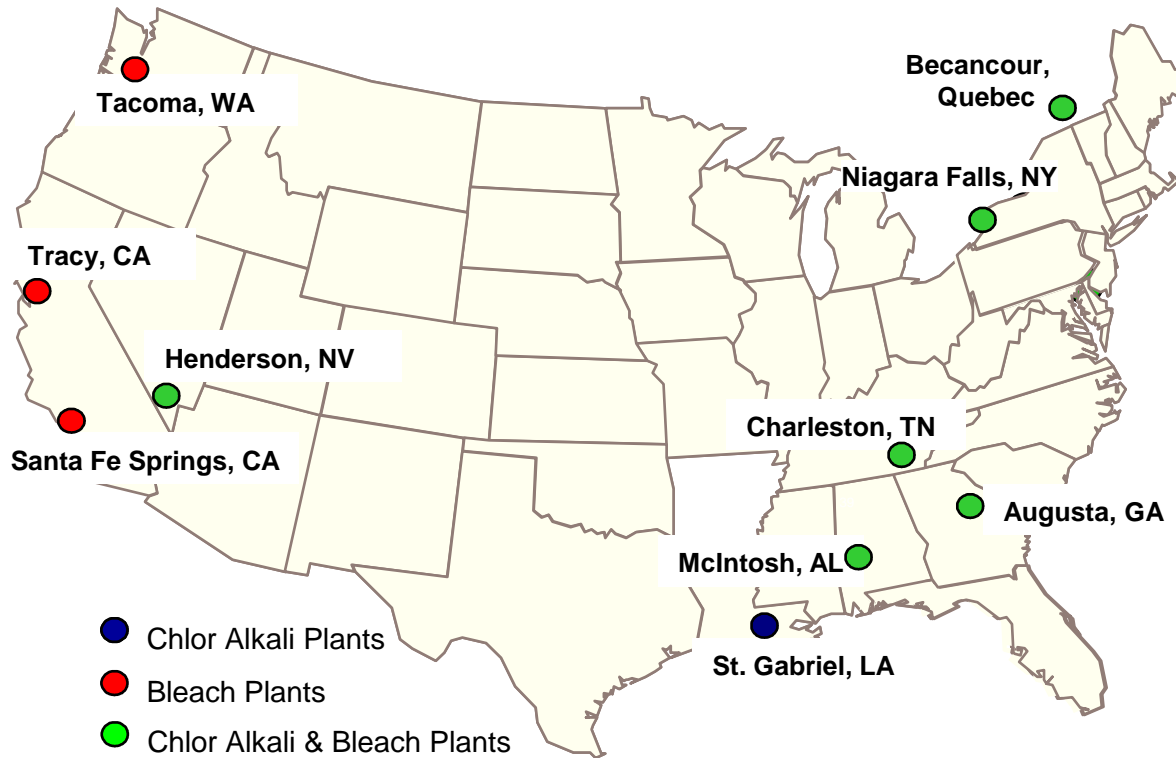 Becancour,
Quebec
Tacoma, WA
Niagara Falls, NY
Tracy, CA
Henderson, NV
Charleston, TN
Santa Fe Springs, CA
Augusta, GA
McIntosh, AL
St. Gabriel, LA
Chlor Alkali Plants
Bleach Plants
Chlor Alkali & Bleach Plants